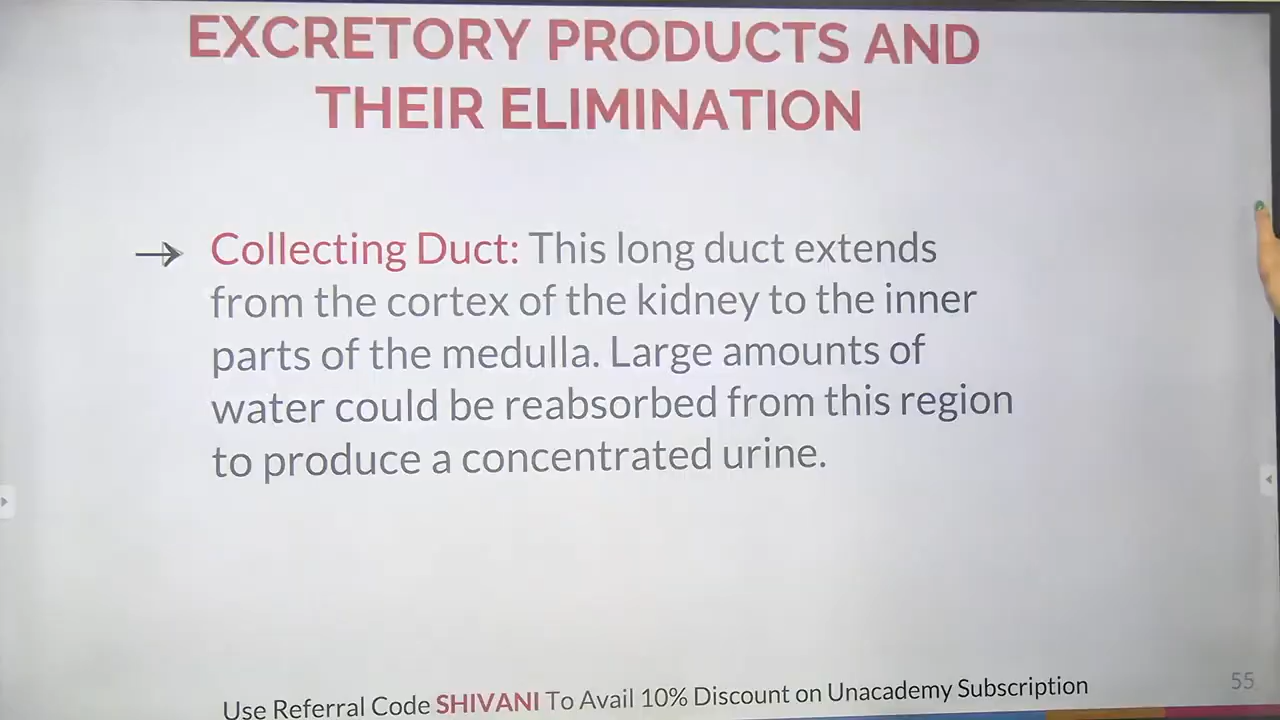 EXCRETORY PRODUCTS AND
THEIR ELIMINATION
→ Collecting Duct: This long duct extends
from the cortex of the kidney to the inner
parts of the medulla. Large amounts of
water could be reabsorbed from this region
to produce a concentrated urine.
55
Use Referral Code SHIVANI To Avail 10% Discount on Unacademy Subscription